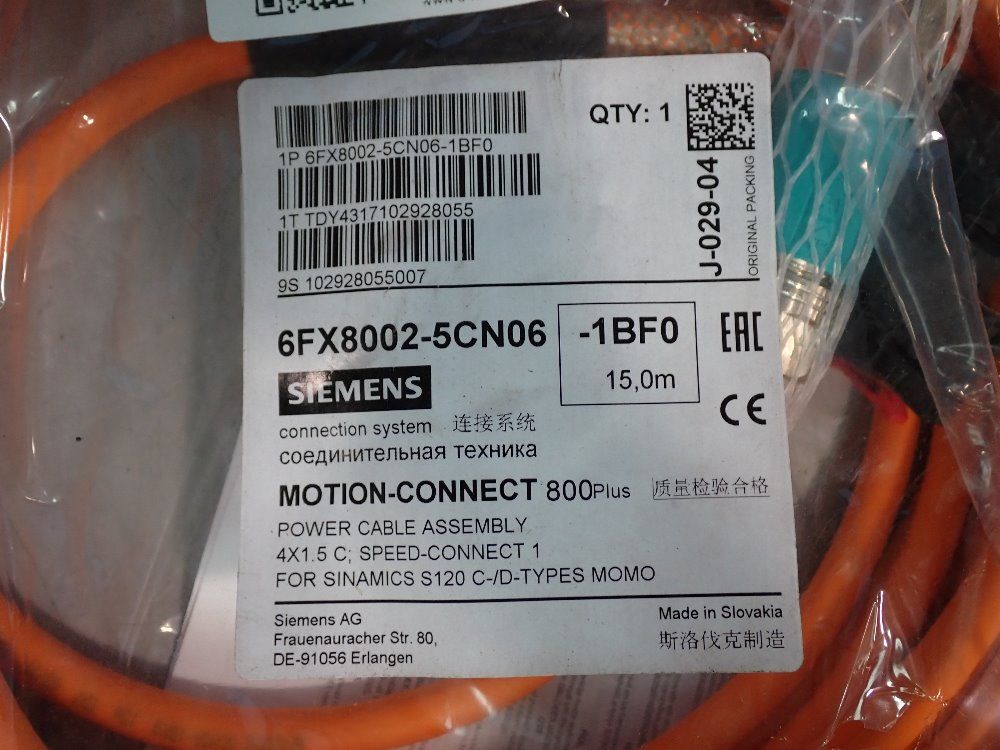 1P 6FX8002-5CN06-1BF0
QTY: 1
1T TDY4317102928055
9S 102928055007
J-029-04
ORIGINAL PACKING
6FX8002-5CN06 -1BF0
15,0m
EAC
SIEMENS
CE
connection system 连接系统
соединительная техника
MOTION-CONNECT 800Plus 质量检验合格
POWER CABLE ASSEMBLY
4X1.5 C; SPEED-CONNECT 1
FOR SINAMICS S120 C-/D-TYPES MOMO
Siemens AG
Made in Slovakia
Frauenauracher Str. 80,
斯洛伐克制造
DE-91056 Erlangen